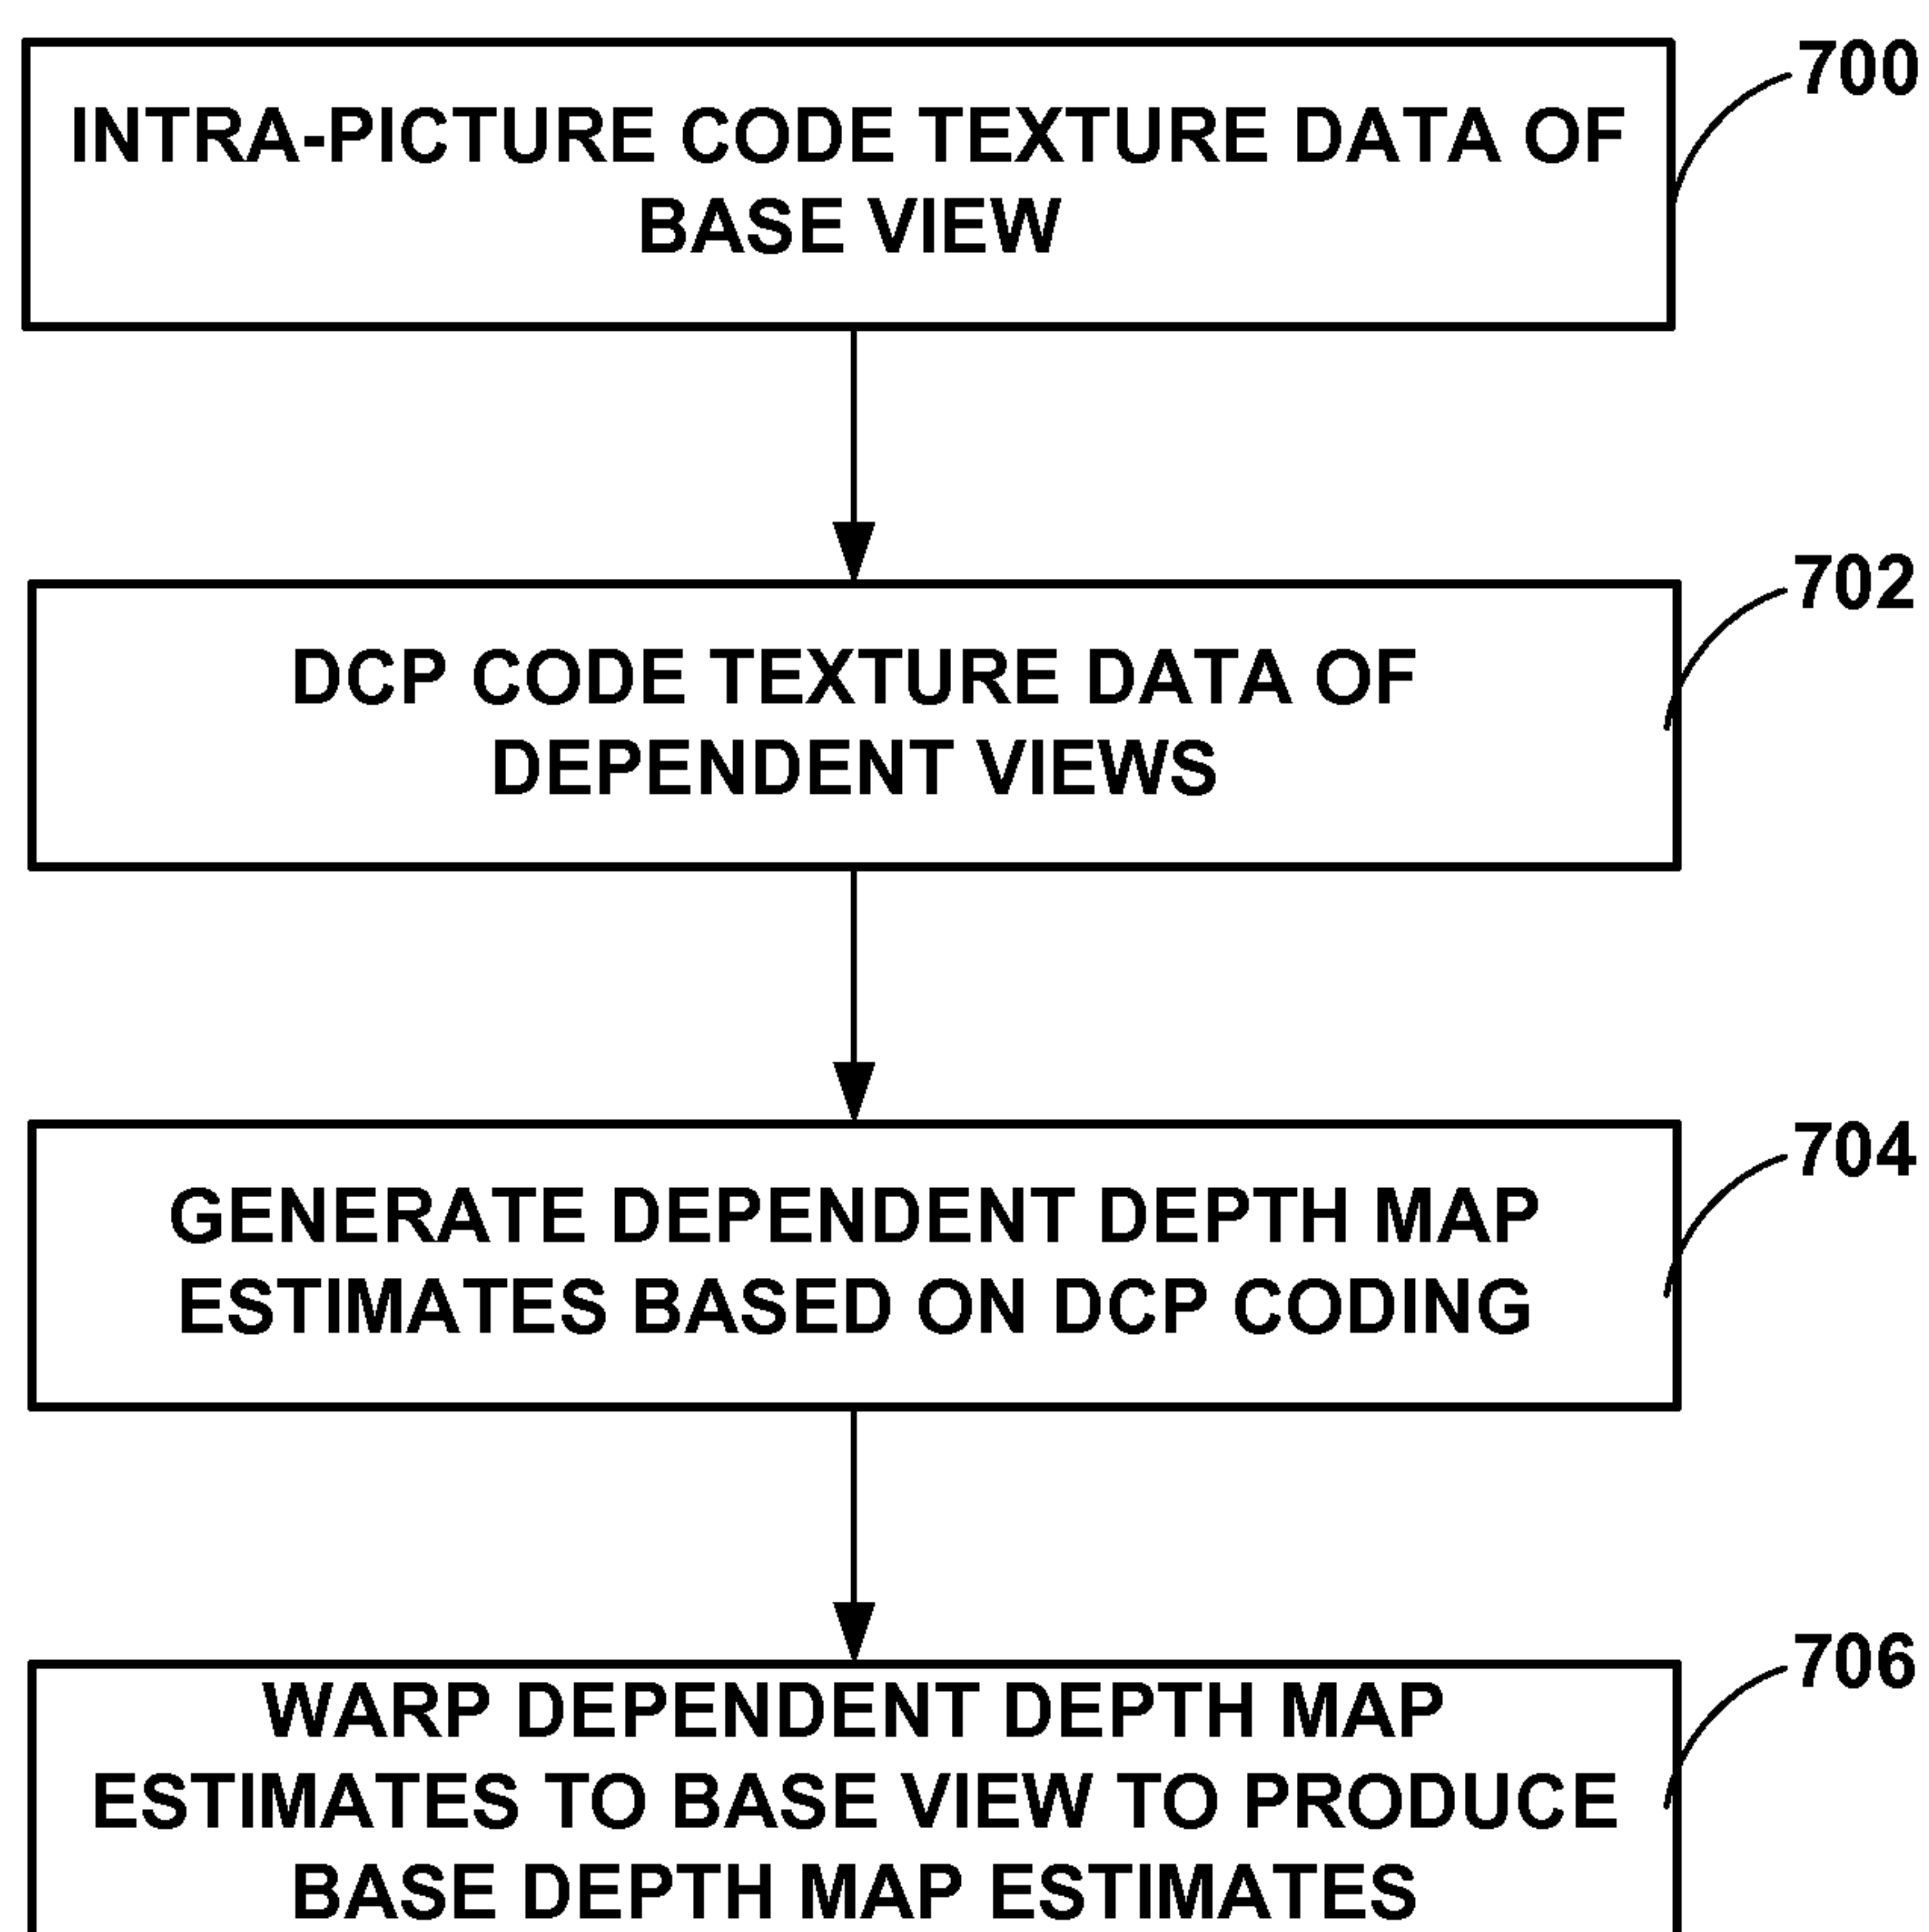 INTRA-PICTURE CODE TEXTURE DATA OF
BASE VIEW
700
DCP CODE TEXTURE DATA OF
DEPENDENT VIEWS
702
GENERATE DEPENDENT DEPTH MAP
ESTIMATES BASED ON DCP CODING
704
WARP DEPENDENT DEPTH MAP
ESTIMATES TO BASE VIEW TO PRODUCE
BASE DEPTH MAP ESTIMATES
706